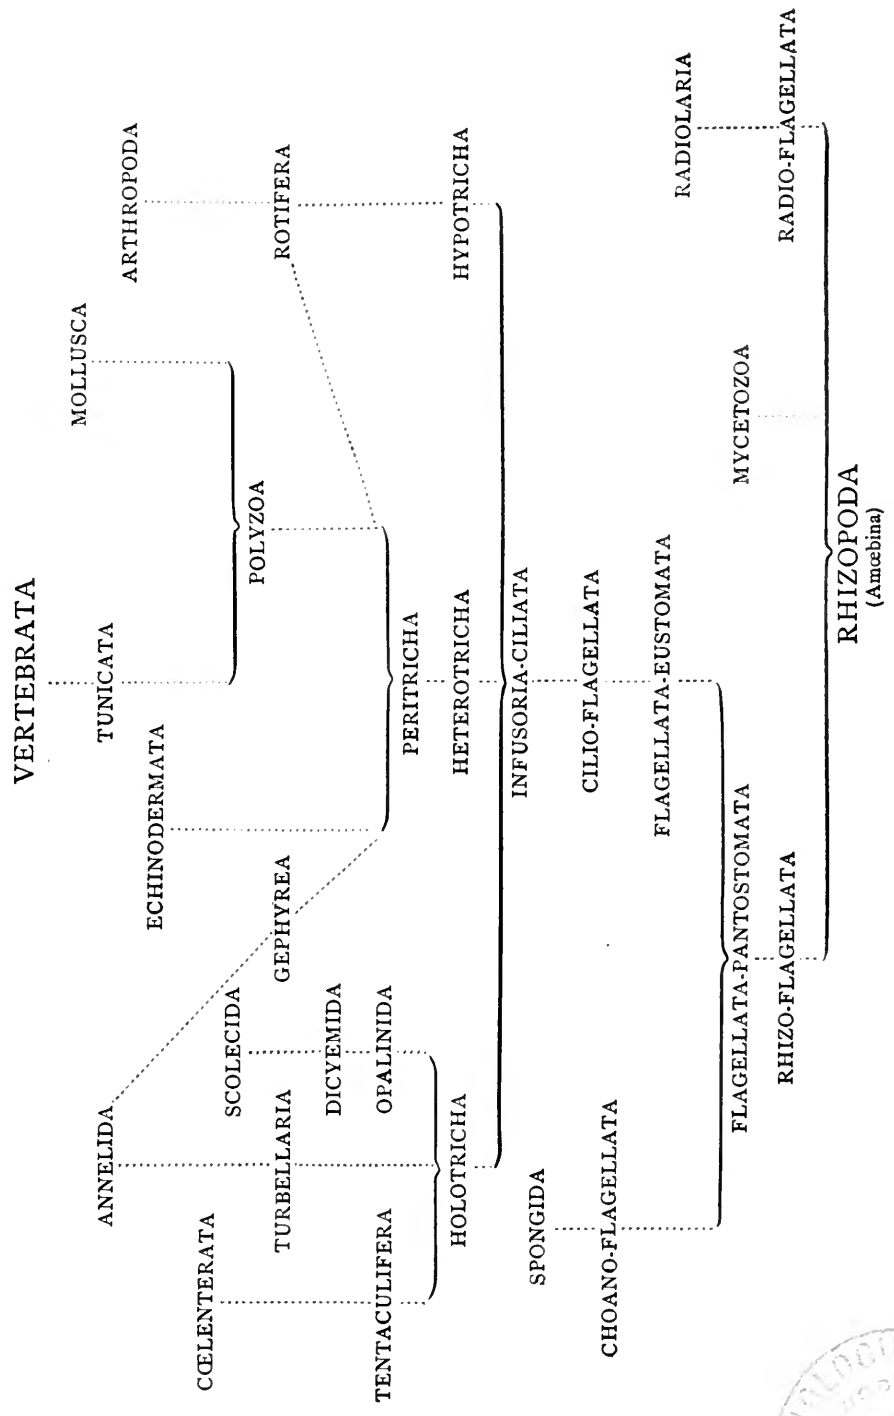 VERTEBRATA
MOLLUSCA
ANNELIDA TUNICATA
ARTHROPODA
ECHINODERMATA
CŒLENTERATA
SCOLECIDA
POLYZOA
TURBELLARIA GEPHYREA ROTIFERA
DICYEMIDA
TENTACULIFERA OPALINIDA
PERITRICHA
HOLOTRICHA HETEROTRICHA HYPOTRICHA
INFUSORIA-CILIATA
SPONGIDA
CILIO-FLAGELLATA
CHOANO-FLAGELLATA
FLAGELLATA-EUSTOMATA
RADIOLARIA
FLAGELLATA-PANTOSTOMATA MYCETOZOA
RHIZO-FLAGELLATA RADIO-FLAGELLATA
RHIZOPODA
(Amœbina)